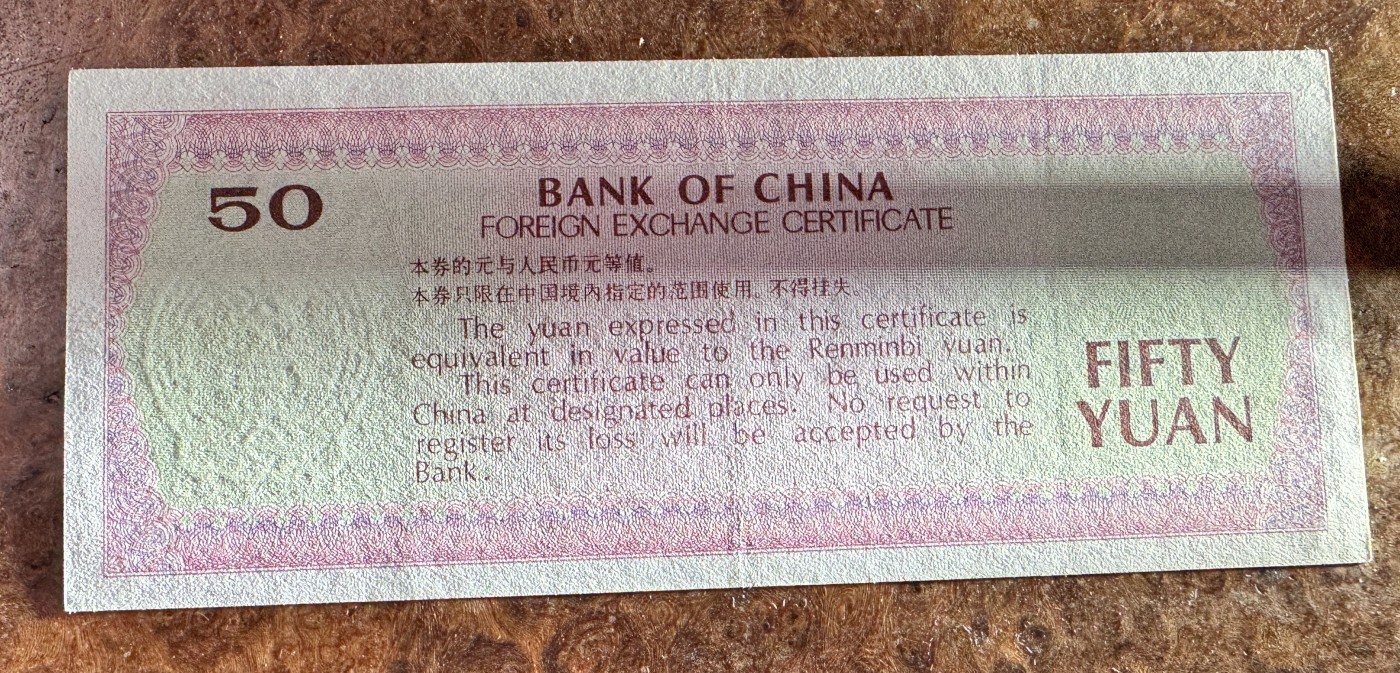 50
BANK OF CHINA
FOREIGN EXCHANGE CERTIFICATE
本券的元与人民币元等值。
本券只限在中国境内指定的范围使用。不得挂失。
The yuan expressed in this certificate is
equivalent in value to the Renminbi yuan.
This certificate can only be used within
China at designated places. No request to
register its loss will be accepted by the
Bank.
FIFTY
YUAN